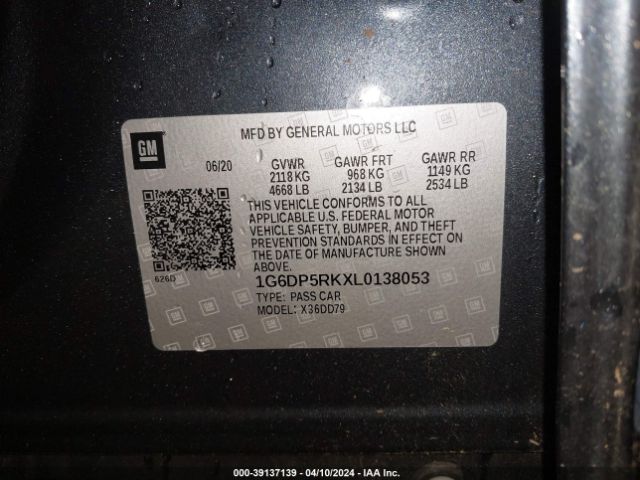 GM
MFD BY GENERAL MOTORS LLC
06/20
GVWR GAWR FRT GAWR RR
2118 KG 968 KG 1149 KG
4668 LB 2134 LB 2534 LB
THIS VEHICLE CONFORMS TO ALL
APPLICABLE U.S. FEDERAL MOTOR
VEHICLE SAFETY, BUMPER, AND THEFT
PREVENTION STANDARDS IN EFFECT ON
THE DATE OF MANUFACTURE SHOWN
ABOVE.
626D
1G6DP5RKXL0138053
TYPE: PASS CAR
MODEL: X36DD79
000-39137139 / 04/10/2024 - IAA Inc.